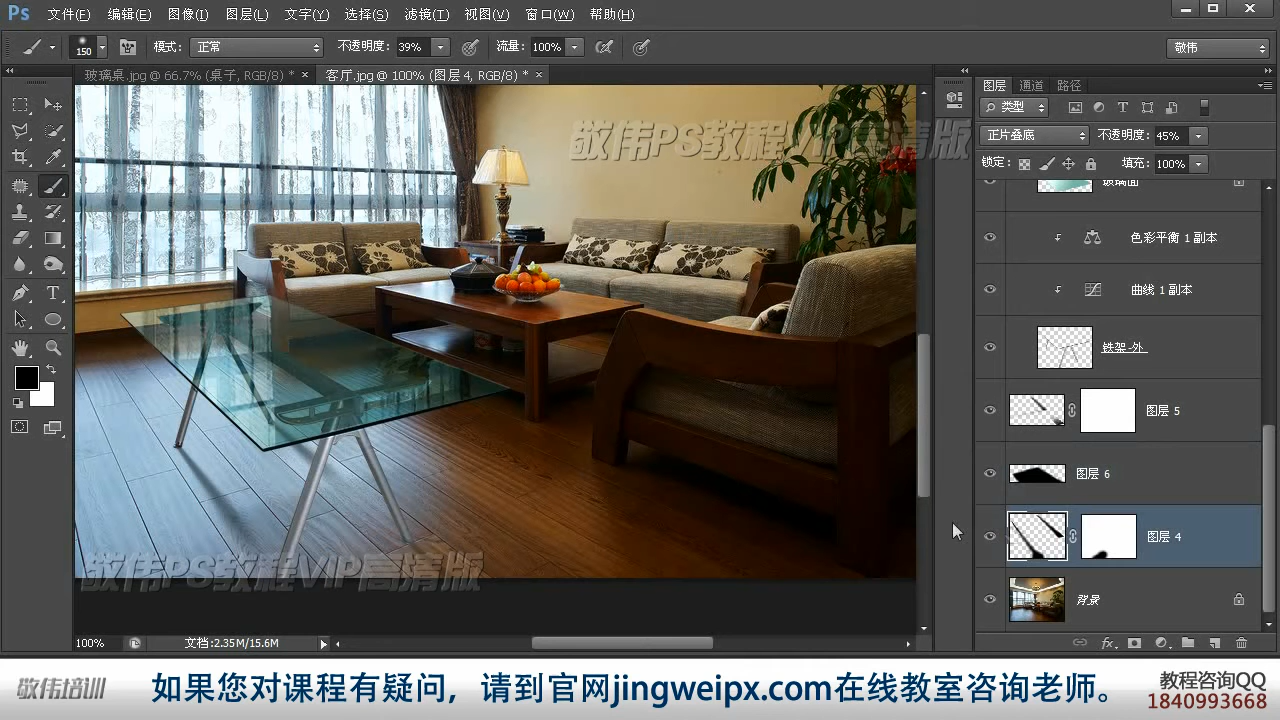 Ps 文件(F) 编辑(E) 图像(I) 图层(L) 文字(Y) 选择(S) 滤镜(T) 视图(V) 窗口(W) 帮助(H)
150 模式: 正常 不透明度: 39% 流量: 100% 敬伟
玻璃桌.jpg @ 66.7% (桌子, RGB/8) * × 客厅.jpg @ 100% (图层 4, RGB/8) * ×
图层 通道 路径
类型
正片叠底 不透明度: 45%
锁定: 填充: 100%
敬伟PS教程VIP高清版
玻璃面
色彩平衡 1 副本
曲线 1 副本
铁架-外
图层 5
图层 6
图层 4
背景
敬伟PS教程VIP高清版
100% 文档:2.35M/15.6M
敬伟培训 如果您对课程有疑问，请到官网jingweipx.com在线教室咨询老师。 教程咨询QQ
1840993668